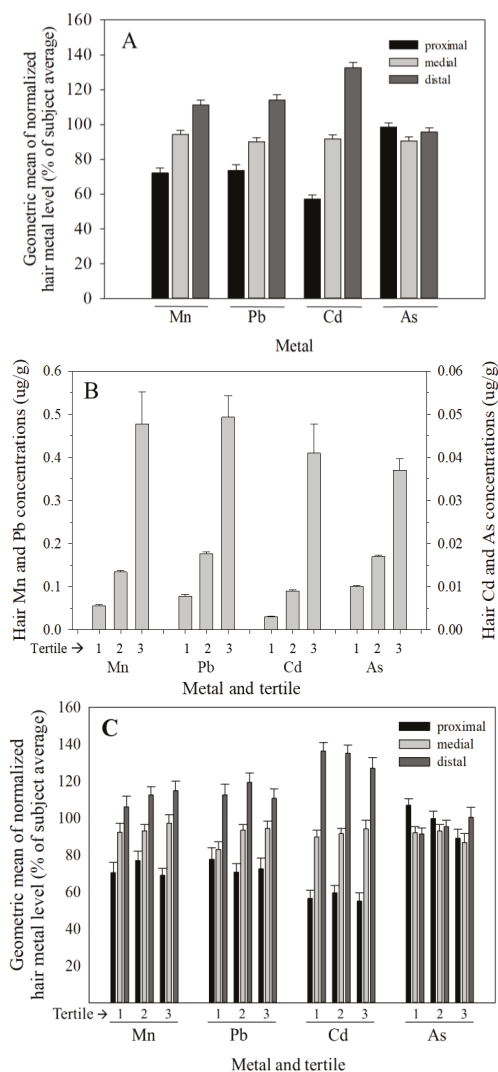 A
proximal
medial
distal
Geometric mean of normalized
hair metal level (% of subject average)
160
140
120
100
80
60
40
20
0
Mn Pb Cd As
Metal
B
Hair Mn and Pb concentrations (ug/g)
0.6
0.5
0.4
0.3
0.2
0.1
0.0
Hair Cd and As concentrations (ug/g)
0.06
0.05
0.04
0.03
0.02
0.01
0.00
Tertile → 1 2 3 1 2 3 1 2 3 1 2 3
Mn Pb Cd As
Metal and tertile
C
proximal
medial
distal
Geometric mean of normalized
hair metal level (% of subject average)
160
140
120
100
80
60
40
20
Tertile → 1 2 3 1 2 3 1 2 3 1 2 3
Mn Pb Cd As
Metal and tertile